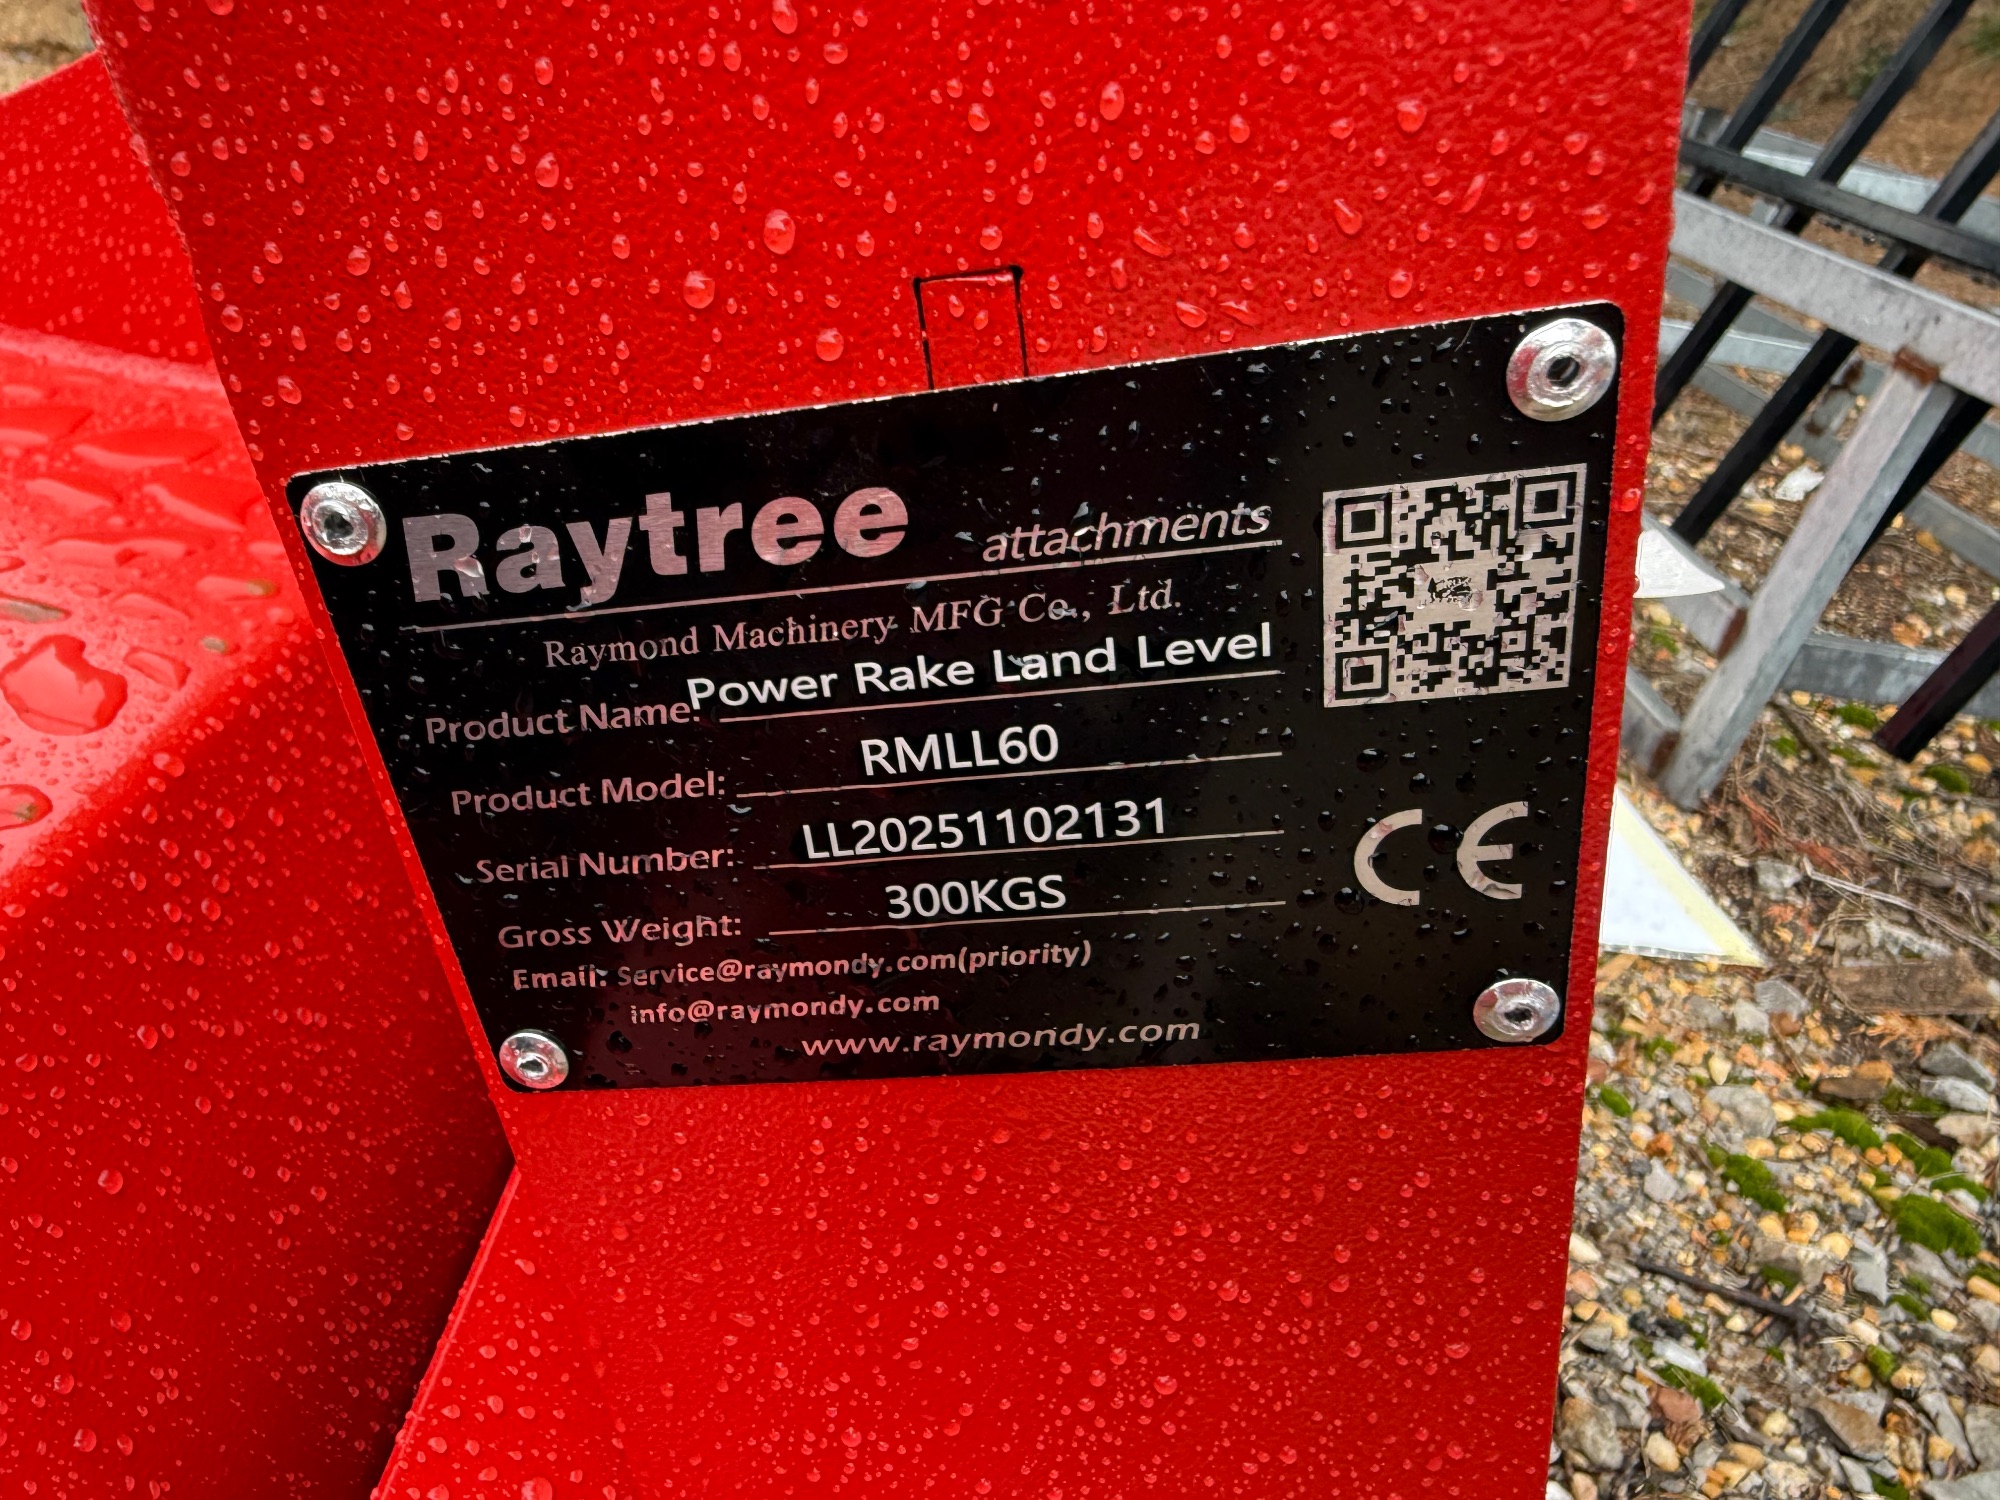 Raytree attachments
Raymond Machinery MFG Co., Ltd.
Product Name: Power Rake Land Level
Product Model: RMLL60
Serial Number: LL20251102131
Gross Weight: 300KGS
Email: Service@raymondy.com(priority)
info@raymondy.com
www.raymondy.com
CE